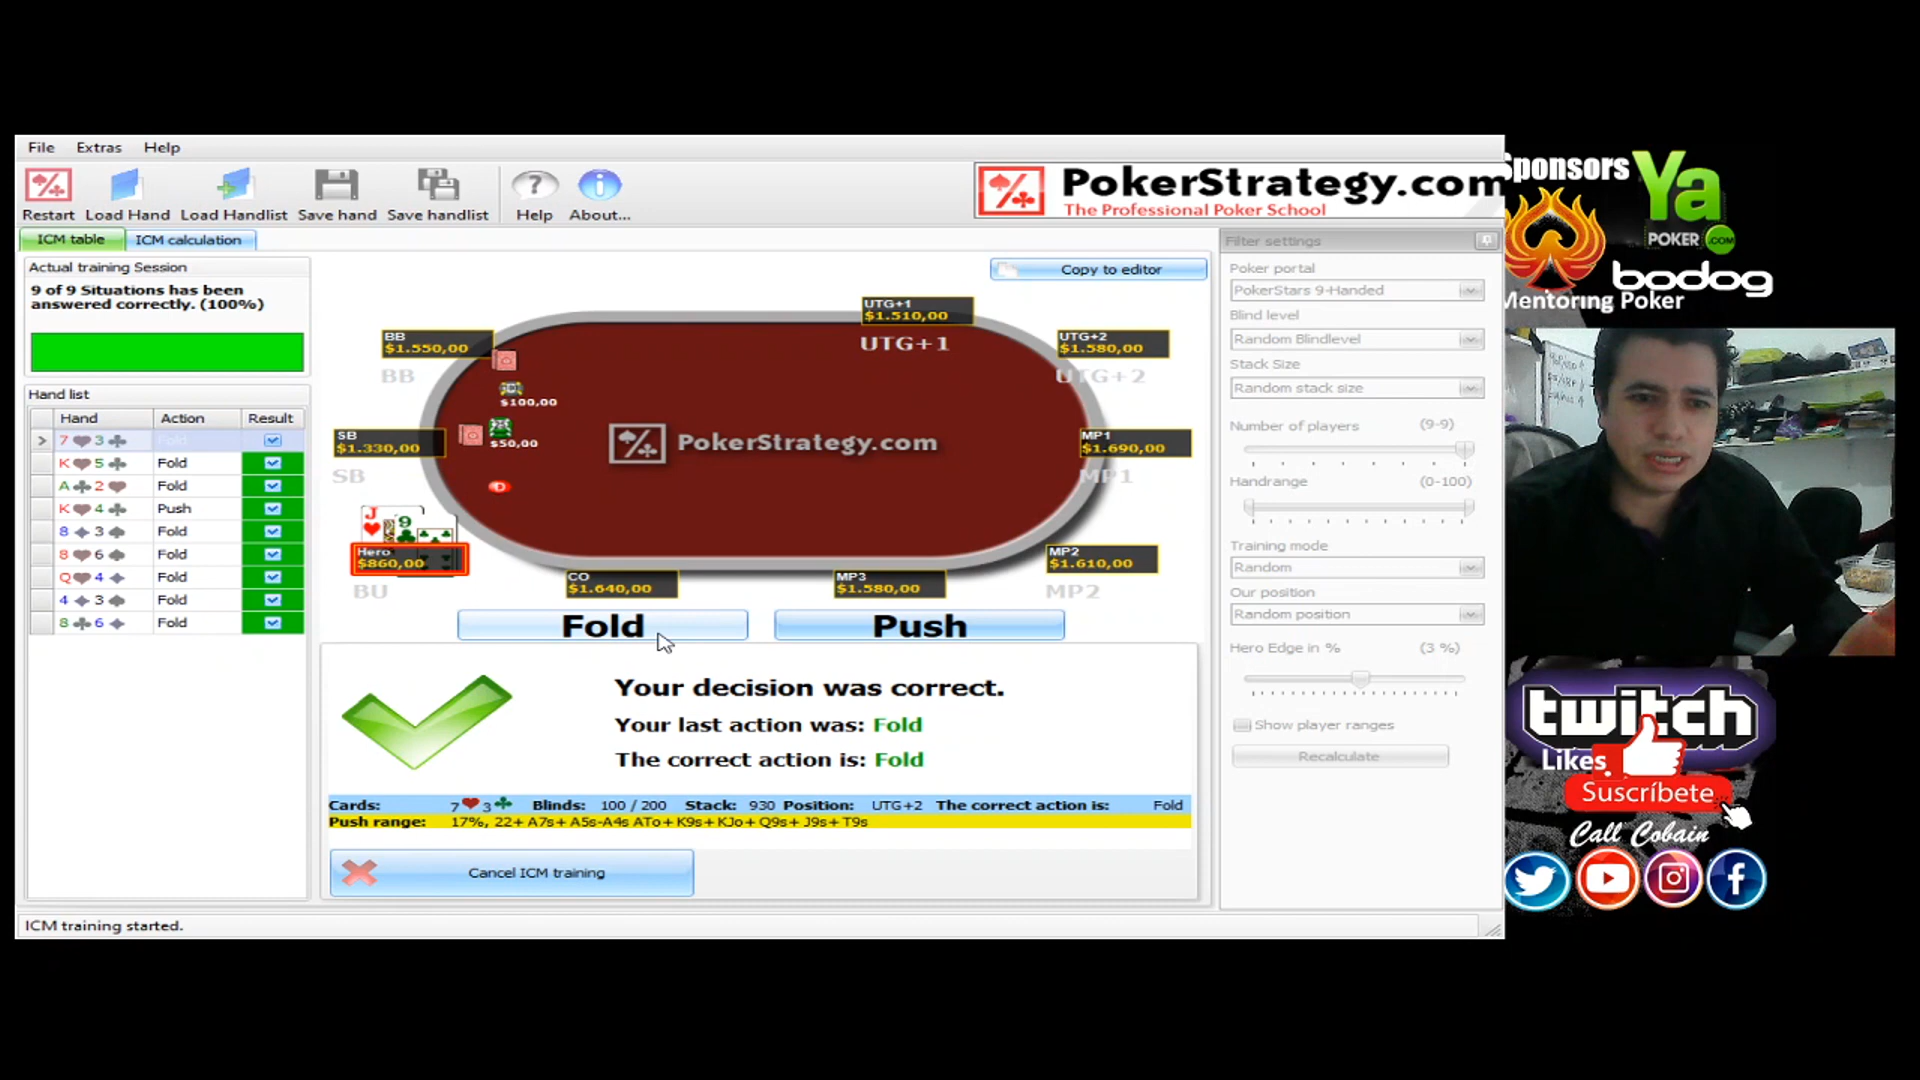 File Extras Help
Restart Load Hand Load Handlist Save hand Save handlist Help About...
PokerStrategy.com
The Professional Poker School
ICM table ICM calculation
Actual training Session
9 of 9 Situations has been
answered correctly. (100%)
Hand list
Hand Action Result
7 3 Fold
K 5 Fold
A 2 Fold
K 4 Push
8 3 Fold
8 6 Fold
Q 4 Fold
4 3 Fold
8 6 Fold
Copy to editor
UTG+1
$1.510,00
UTG+1
BB
$1.550,00
BB
UTG+2
$1.580,00
UTG+2
$100,00
SB
$1.330,00
SB
$50,00
PokerStrategy.com
MP1
$1.690,00
MP1
D
J 9
Hero
$860,00
BU
CO
$1.640,00
MP3
$1.580,00
MP2
$1.610,00
MP2
Fold Push
Your decision was correct.
Your last action was: Fold
The correct action is: Fold
Cards: 7 3 Blinds: 100 / 200 Stack: 930 Position: UTG+2 The correct action is: Fold
Push range: 17%, 22+ A7s+ A5s-A4s ATo+ K9s+ KJo+ Q9s+ J9s+ T9s
Cancel ICM training
ICM training started.
Filter settings
Poker portal
PokerStars 9-Handed
Blind level
Random Blindlevel
Stack Size
Random stack size
Number of players (9-9)
Handrange (0-100)
Training mode
Random
Our position
Random position
Hero Edge in % (3 %)
Show player ranges
Recalculate
Sponsors
Ya
POKER .COM
bodog
Mentoring Poker
twitch
Likes
Suscríbete
Call Cobain